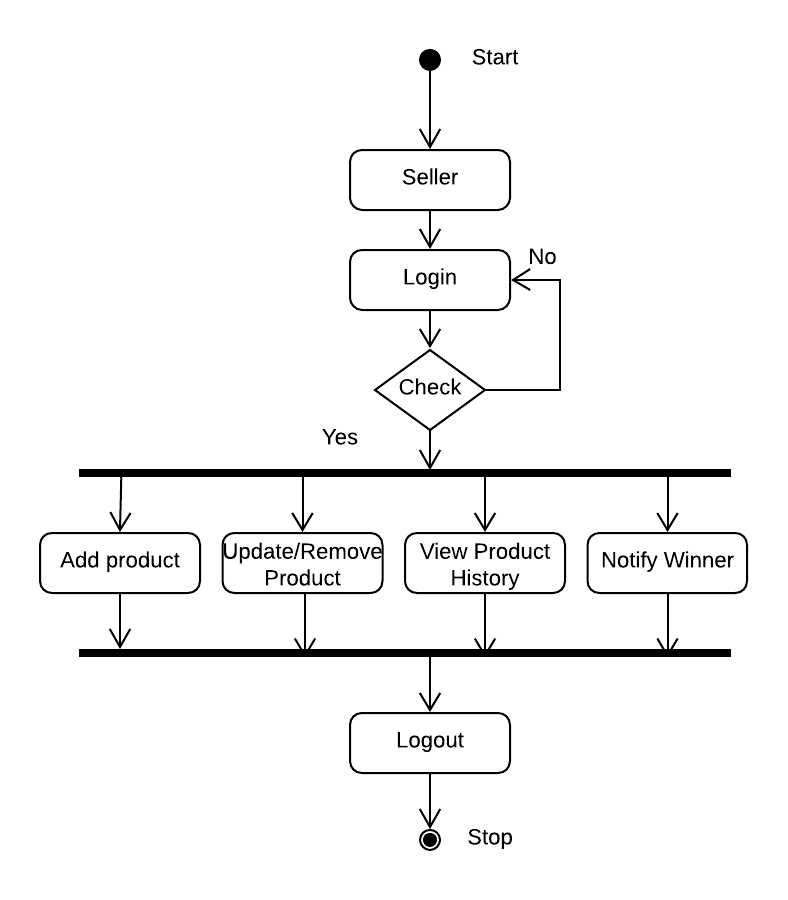 Start
Seller
Login
No
Check
Yes
Add product
Update/Remove
Product
View Product
History
Notify Winner
Logout
Stop